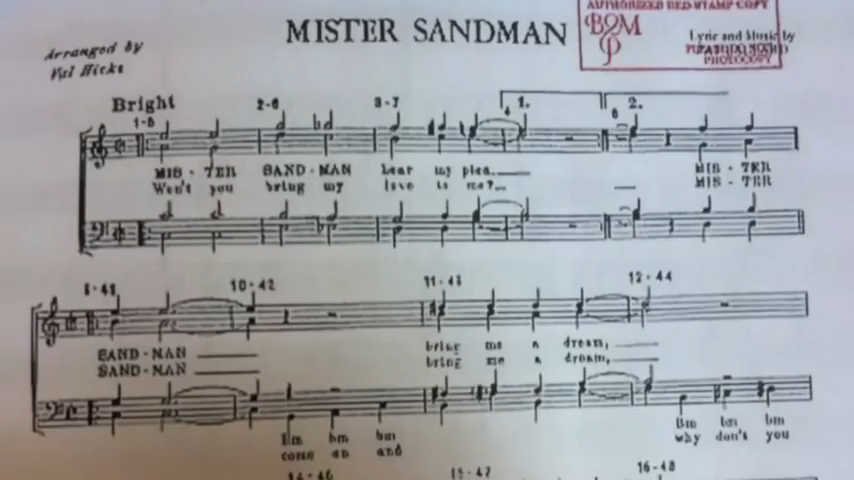 AUTHORIZED RED STAMP COPY
MISTER SANDMAN
BMP
Lyric and Music by
PHOTOCOPY
Arranged by
Val Hicks
Bright
1-5 2-6 3-7 4 1. 8 2.
MIS - TER SAND - MAN hear my plea. MIS - TER
Won't you bring my love to me? MIS - TER
10-42 11-43 12-44
SAND - MAN bring me a dream,
SAND - MAN bring me a dream,
Bm bm bm Bm bm bm
come on and why don't you
14-46 15-47 16-48